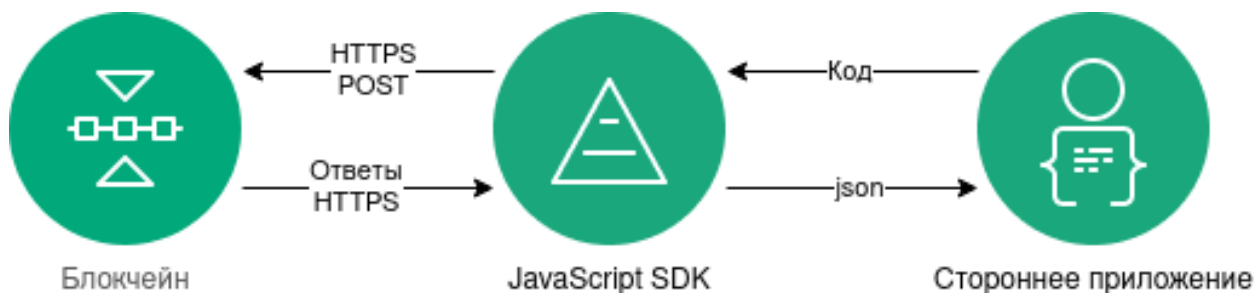 HTTPS
POST
Код
Ответы
HTTPS
json
Блокчейн
JavaScript SDK
Стороннее приложение